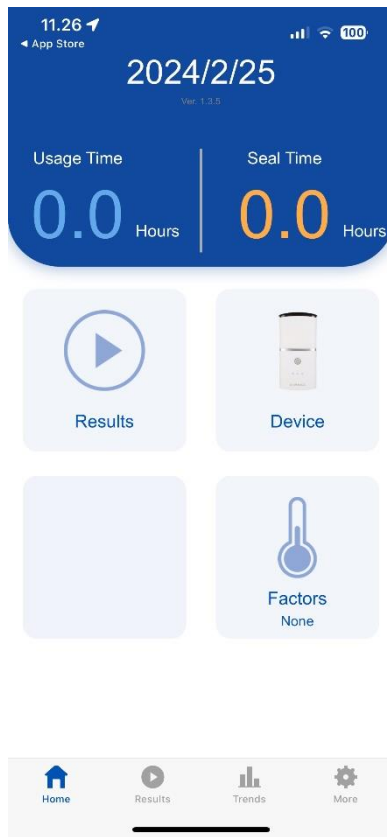 11.26
100
◀ App Store
2024/2/25
Ver. 1.3.5
Usage Time
Seal Time
0.0 Hours
0.0 Hours
Results
Device
Factors
None
Home
Results
Trends
More